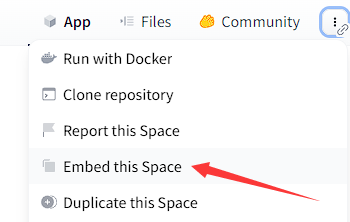 App Files Community
Run with Docker
Clone repository
Report this Space
Embed this Space
Duplicate this Space